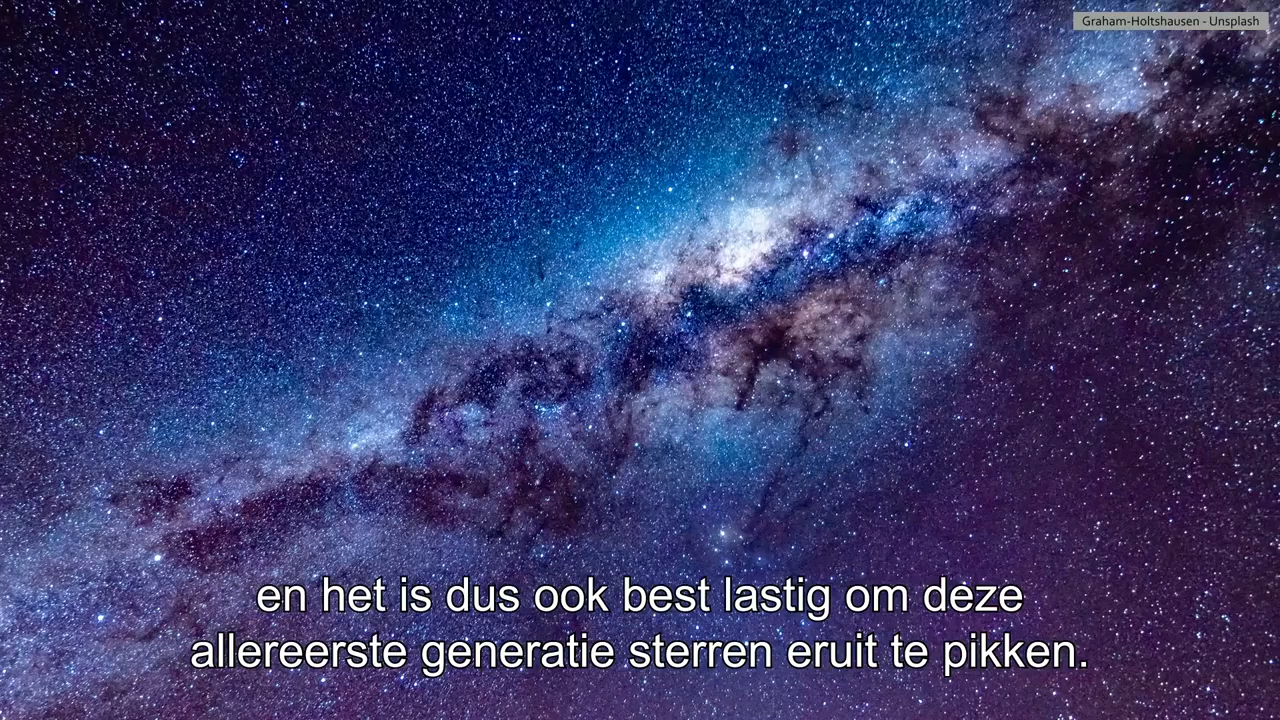 Graham-Holtshausen - Unsplash
en het is dus ook best lastig om deze
allereerste generatie sterren eruit te pikken.